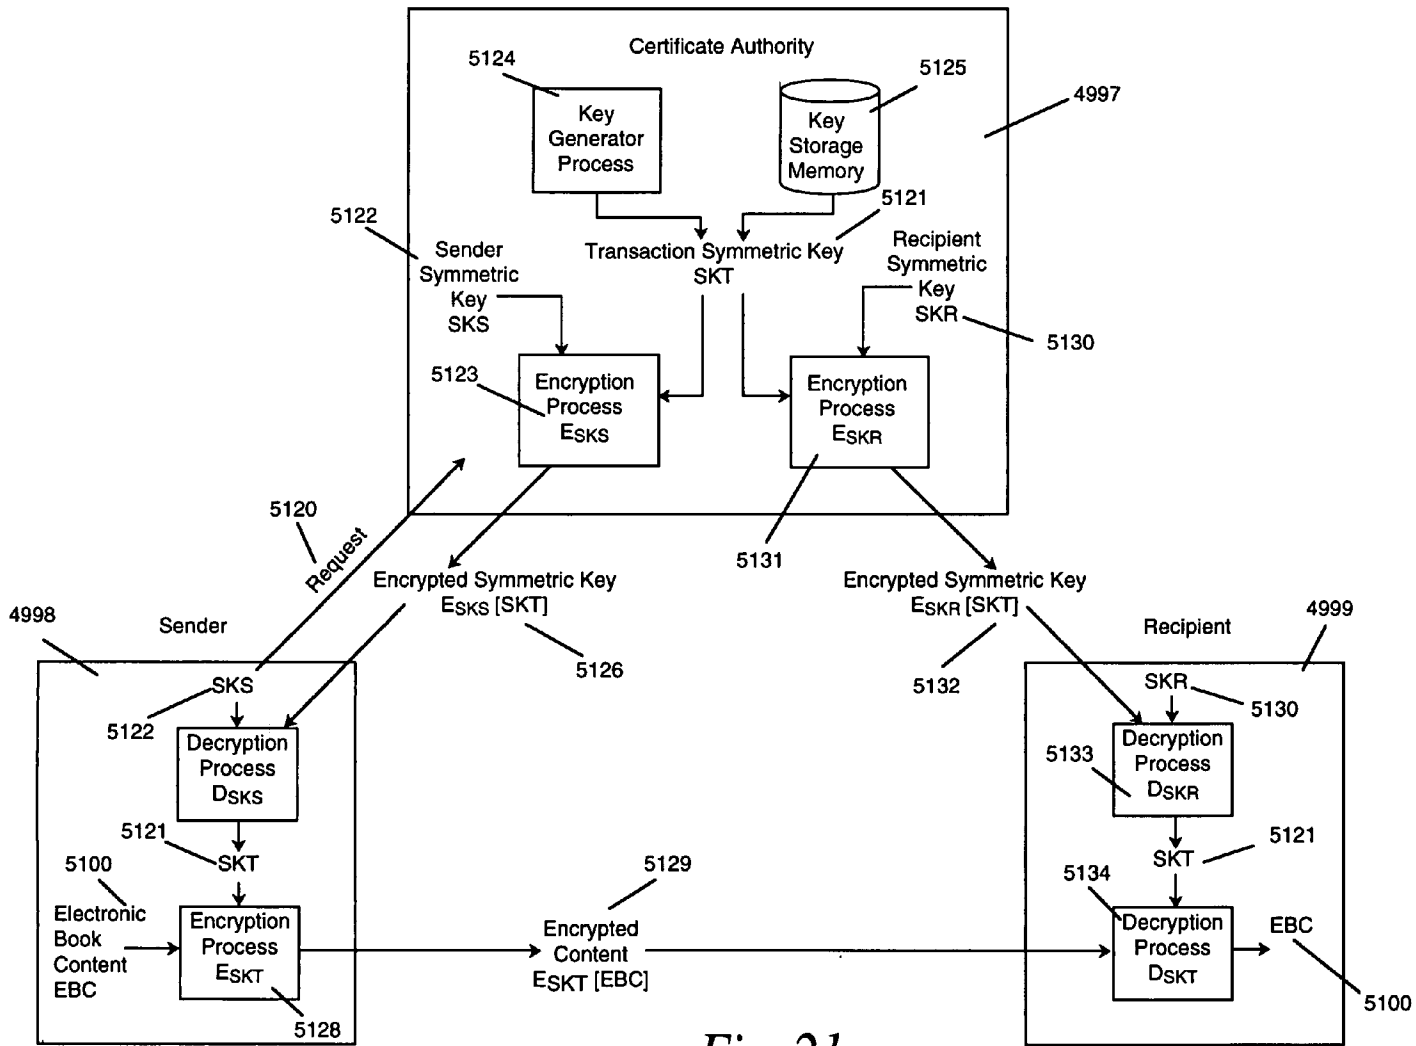 Certificate Authority
5124
5125
4997
Key
Generator
Process
Key
Storage
Memory
5122
5121
Sender
Symmetric
Key
SKS
Transaction Symmetric Key
SKT
Recipient
Symmetric
Key
SKR
5130
5123
Encryption
Process
ESKS
Encryption
Process
ESKR
5120
Request
5131
Encrypted Symmetric Key
ESKS [SKT]
5126
Encrypted Symmetric Key
ESKR [SKT]
5132
4998
Sender
SKS
5122
Decryption
Process
DSKS
5121
SKT
5100
Electronic
Book
Content
EBC
Encryption
Process
ESKT
5128
5129
Encrypted
Content
ESKT [EBC]
Recipient
4999
SKR
5130
5133
Decryption
Process
DSKR
SKT
5121
5134
Decryption
Process
DSKT
EBC
5100